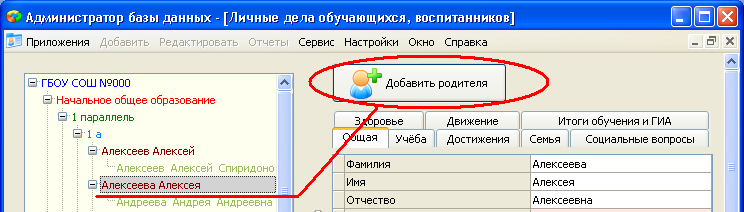 Администратор базы данных - [Личные дела обучающихся, воспитанников]
Приложения Добавить Редактировать Отчеты Сервис Настройки Окно Справка
ГБОУ СОШ №000
Начальное общее образование
1 параллель
1 а
Алексеев Алексей
Алексеев Алексей Спиридоно
Алексеева Алексея
Андреева Андрея Андреевна
Добавить родителя
Здоровье Движение Итоги обучения и ГИА
Общая Учёба Достижения Семья Социальные вопросы
Фамилия Алексеева
Имя Алексея
Отчество Алексеевна